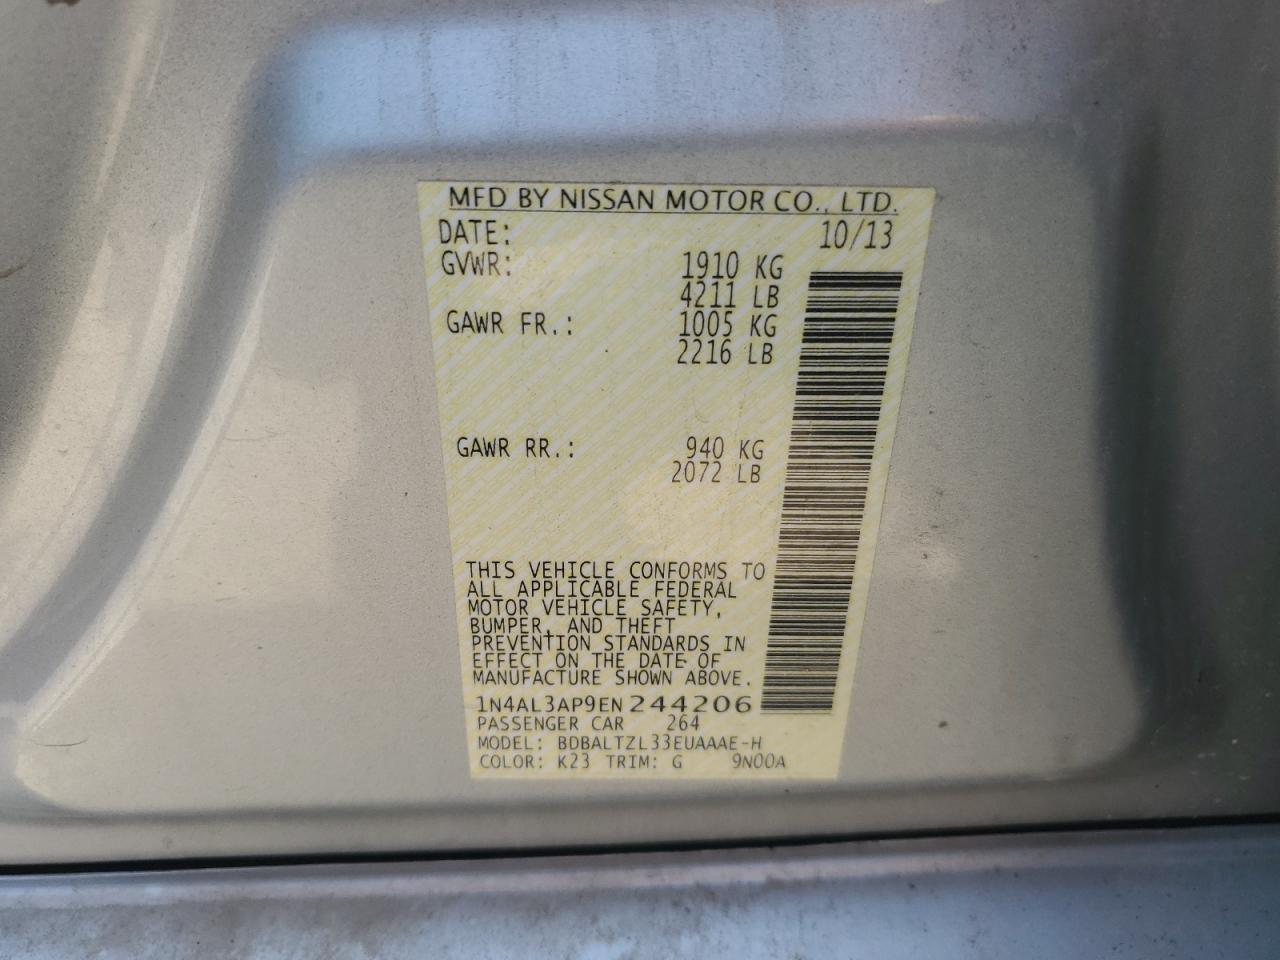 MFD BY NISSAN MOTOR CO., LTD.
DATE: 10/13
GVWR: 1910 KG
4211 LB
GAWR FR.: 1005 KG
2216 LB
GAWR RR.: 940 KG
2072 LB
THIS VEHICLE CONFORMS TO
ALL APPLICABLE FEDERAL
MOTOR VEHICLE SAFETY,
BUMPER, AND THEFT
PREVENTION STANDARDS IN
EFFECT ON THE DATE OF
MANUFACTURE SHOWN ABOVE.
1N4AL3AP9EN244206
PASSENGER CAR 264
MODEL: BDBALTZL33EUAAAE-H
COLOR: K23 TRIM: G 9N00A